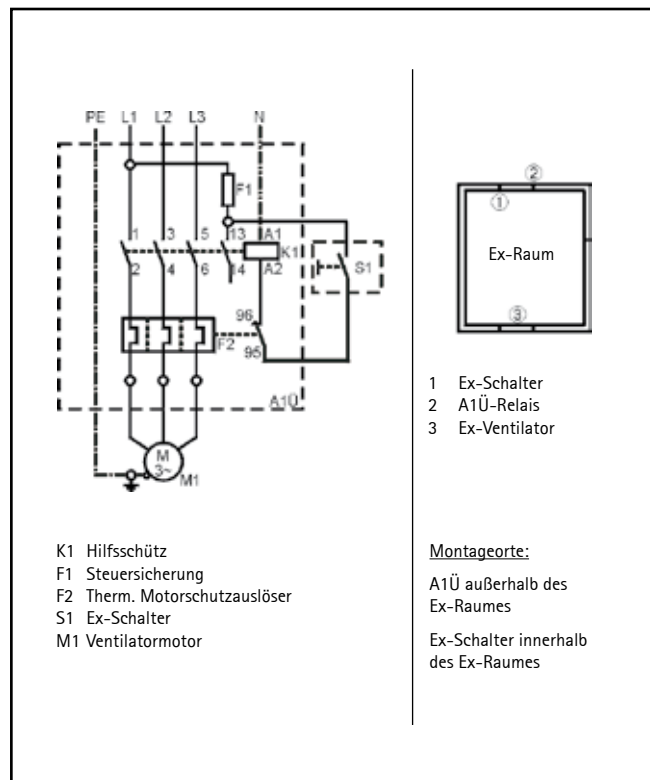 PE L1 L2 L3 N
F1
1 3 5 13 A1
K1
2 4 6 14 A2
S1
96
F2
95
A1Ü
M
3~
M1
K1 Hilfsschütz
F1 Steuersicherung
F2 Therm. Motorschutzauslöser
S1 Ex-Schalter
M1 Ventilatormotor
2
1
Ex-Raum
3
1 Ex-Schalter
2 A1Ü-Relais
3 Ex-Ventilator
Montageorte:
A1Ü außerhalb des
Ex-Raumes
Ex-Schalter innerhalb
des Ex-Raumes